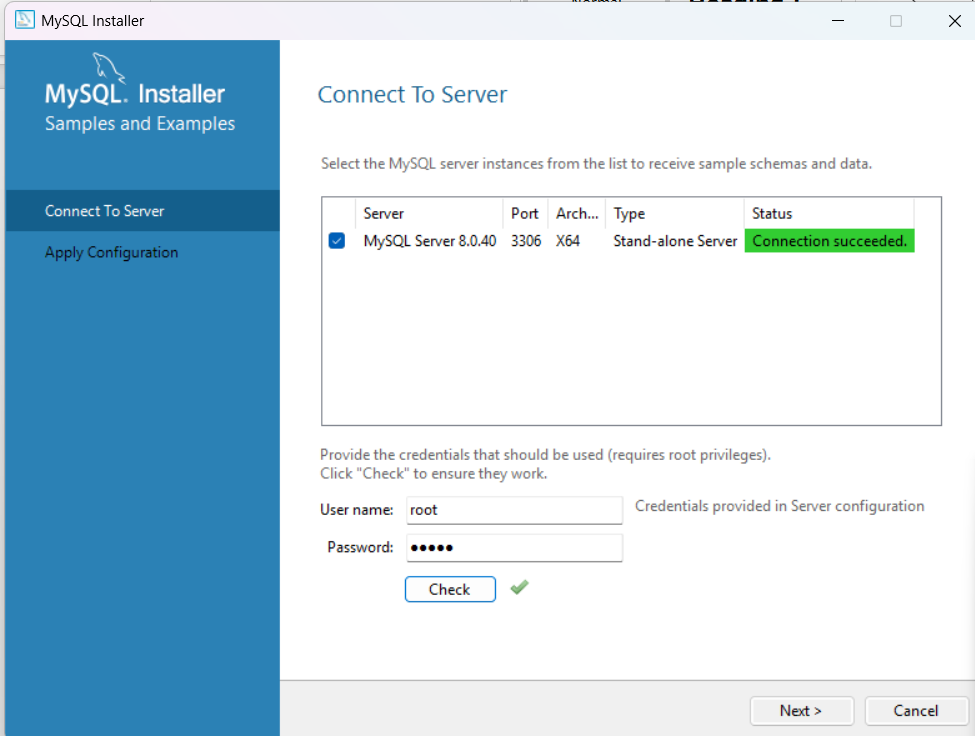 MySQL Installer
MySQL. Installer
Samples and Examples
Connect To Server
Apply Configuration
Connect To Server
Select the MySQL server instances from the list to receive sample schemas and data.
Server Port Arch... Type Status
MySQL Server 8.0.40 3306 X64 Stand-alone Server Connection succeeded.
Provide the credentials that should be used (requires root privileges).
Click "Check" to ensure they work.
User name: root Credentials provided in Server configuration
Password: •••••
Check
Next > Cancel